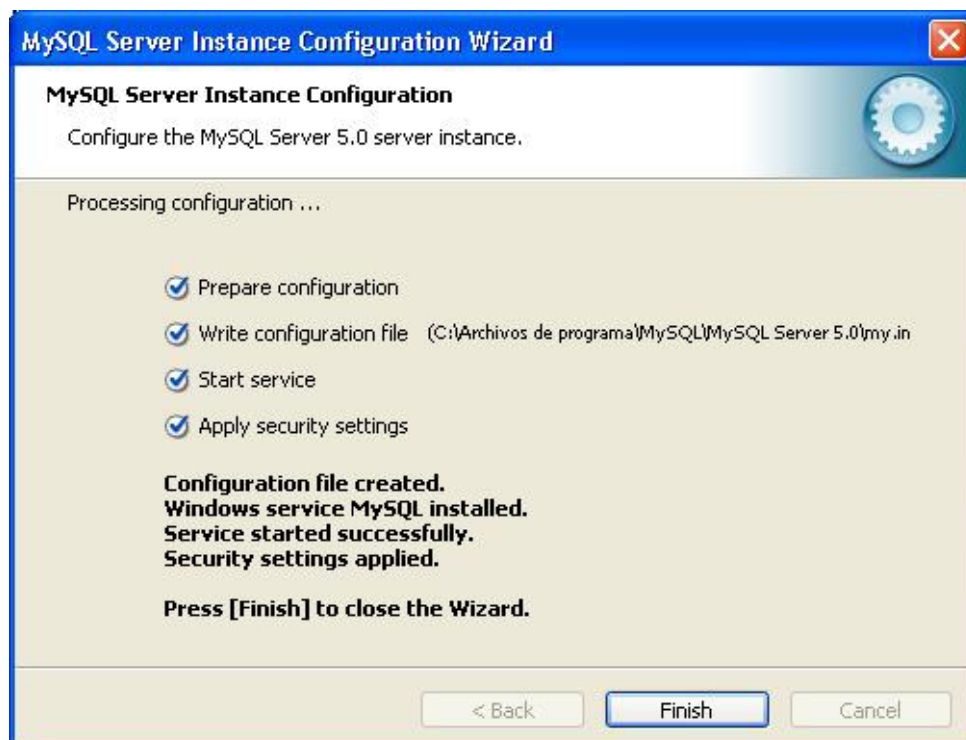 MySQL Server Instance Configuration Wizard
MySQL Server Instance Configuration
Configure the MySQL Server 5.0 server instance.
Processing configuration ...
Prepare configuration
Write configuration file (C:\Archivos de programa\MySQL\MySQL Server 5.0\my.in
Start service
Apply security settings
Configuration file created.
Windows service MySQL installed.
Service started successfully.
Security settings applied.
Press [Finish] to close the Wizard.
< Back Finish Cancel